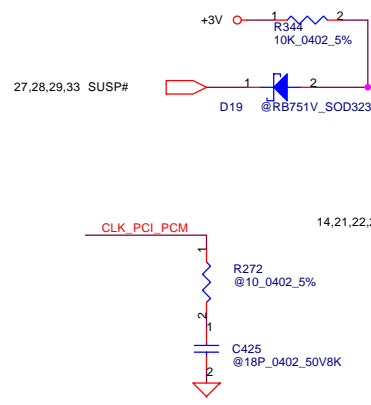 +3V
1
2
R344
10K_0402_5%
27,28,29,33 SUSP#
1
2
D19
@RB751V_SOD323
14,21,22,
CLK_PCI_PCM
1
R272
@10_0402_5%
2
1
C425
@18P_0402_50V8K
2